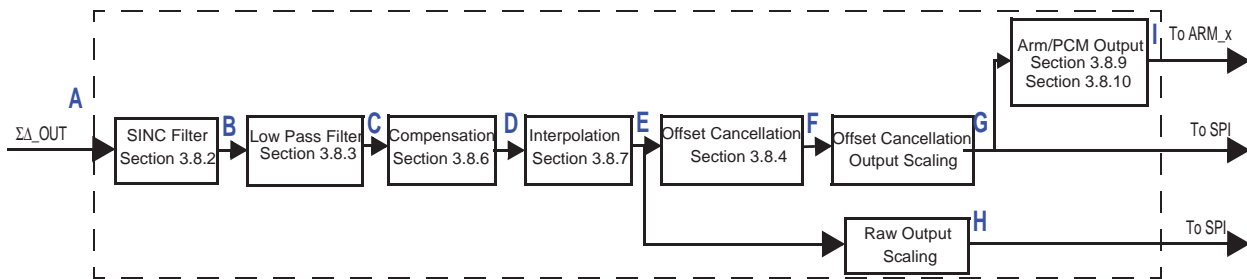 A
ΣΔ_OUT
SINC Filter
Section 3.8.2
B
Low Pass Filter
Section 3.8.3
C
Compensation
Section 3.8.6
D
Interpolation
Section 3.8.7
E
Offset Cancellation
Section 3.8.4
F
Offset Cancellation
Output Scaling
G
Arm/PCM Output
Section 3.8.9
Section 3.8.10
I
To ARM_x
To SPI
Raw Output
Scaling
H
To SPI